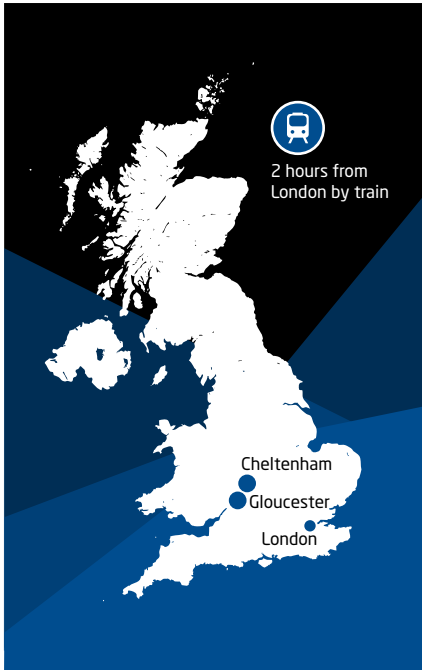 2 hours from
London by train
Cheltenham
Gloucester
London